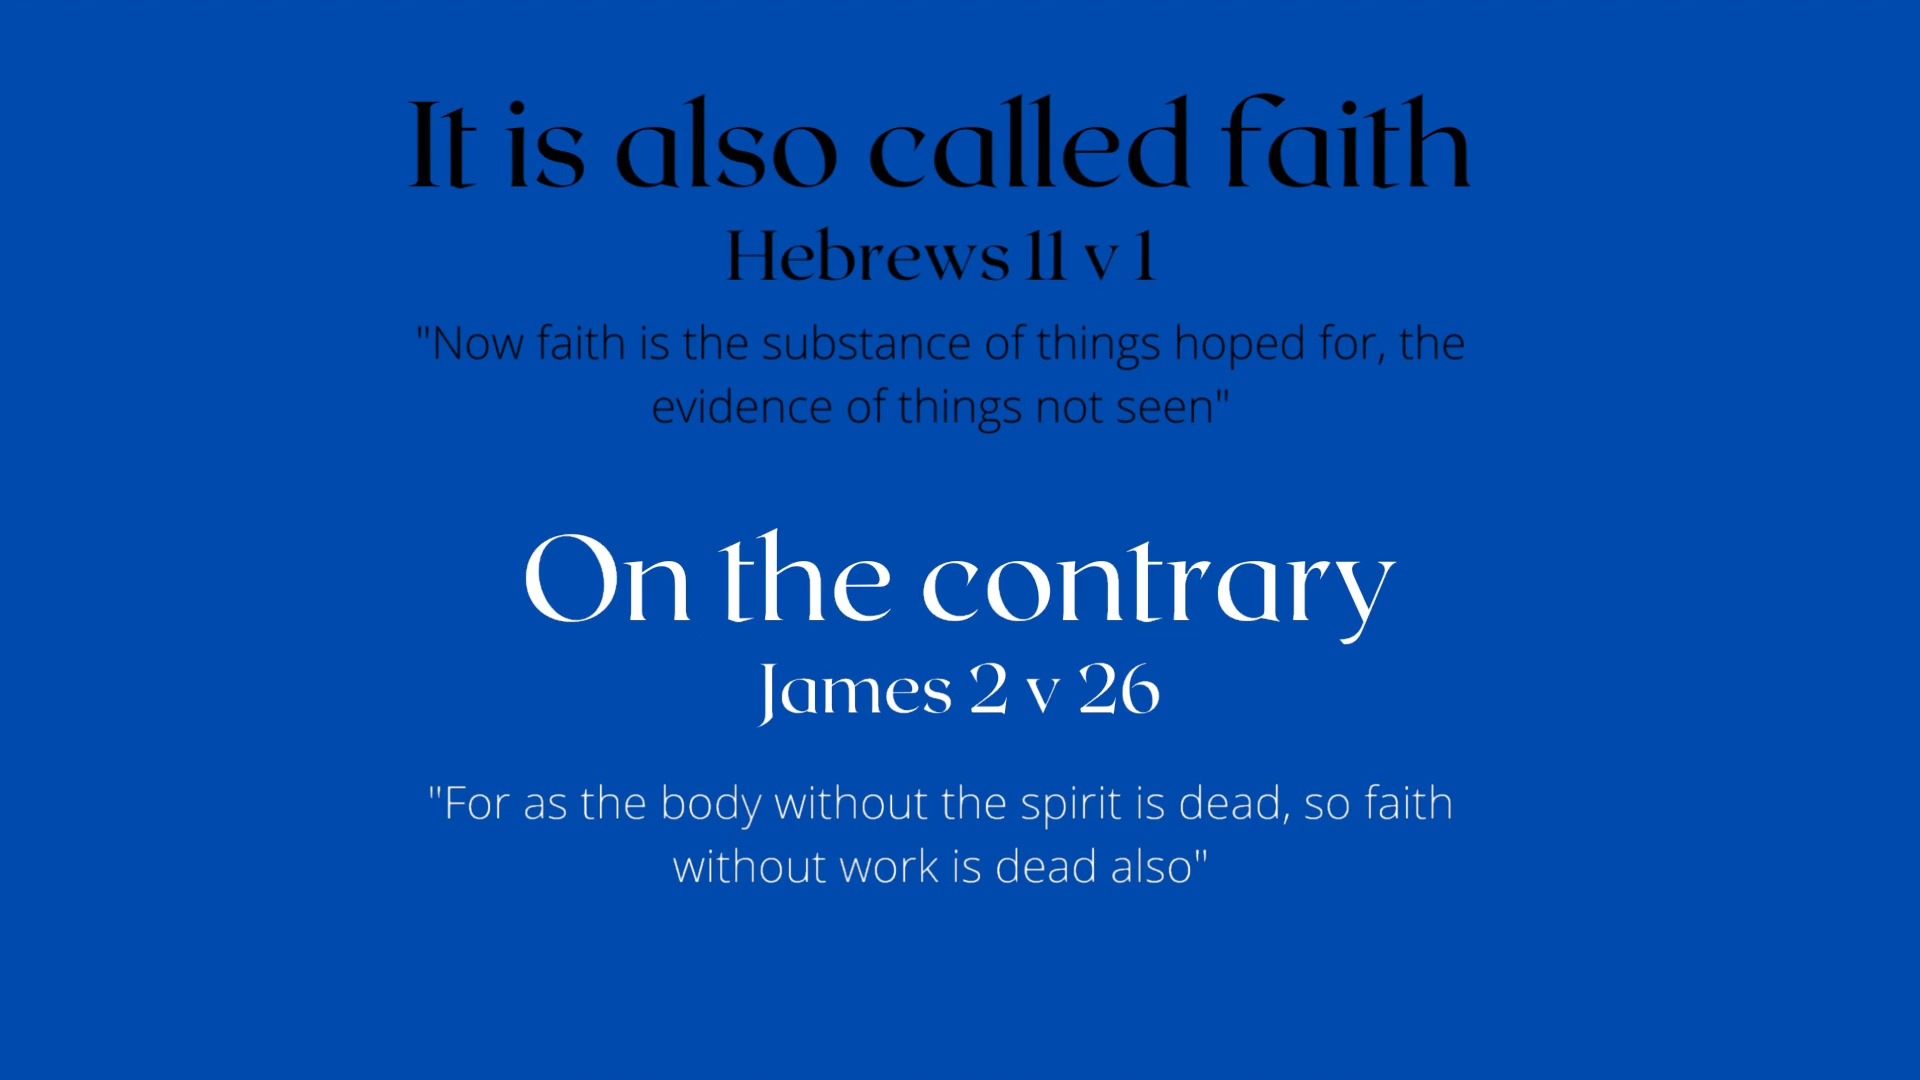 It is also called faith
Hebrews 11 v 1
"Now faith is the substance of things hoped for, the
evidence of things not seen"
On the contrary
James 2 v 26
"For as the body without the spirit is dead, so faith
without work is dead also"